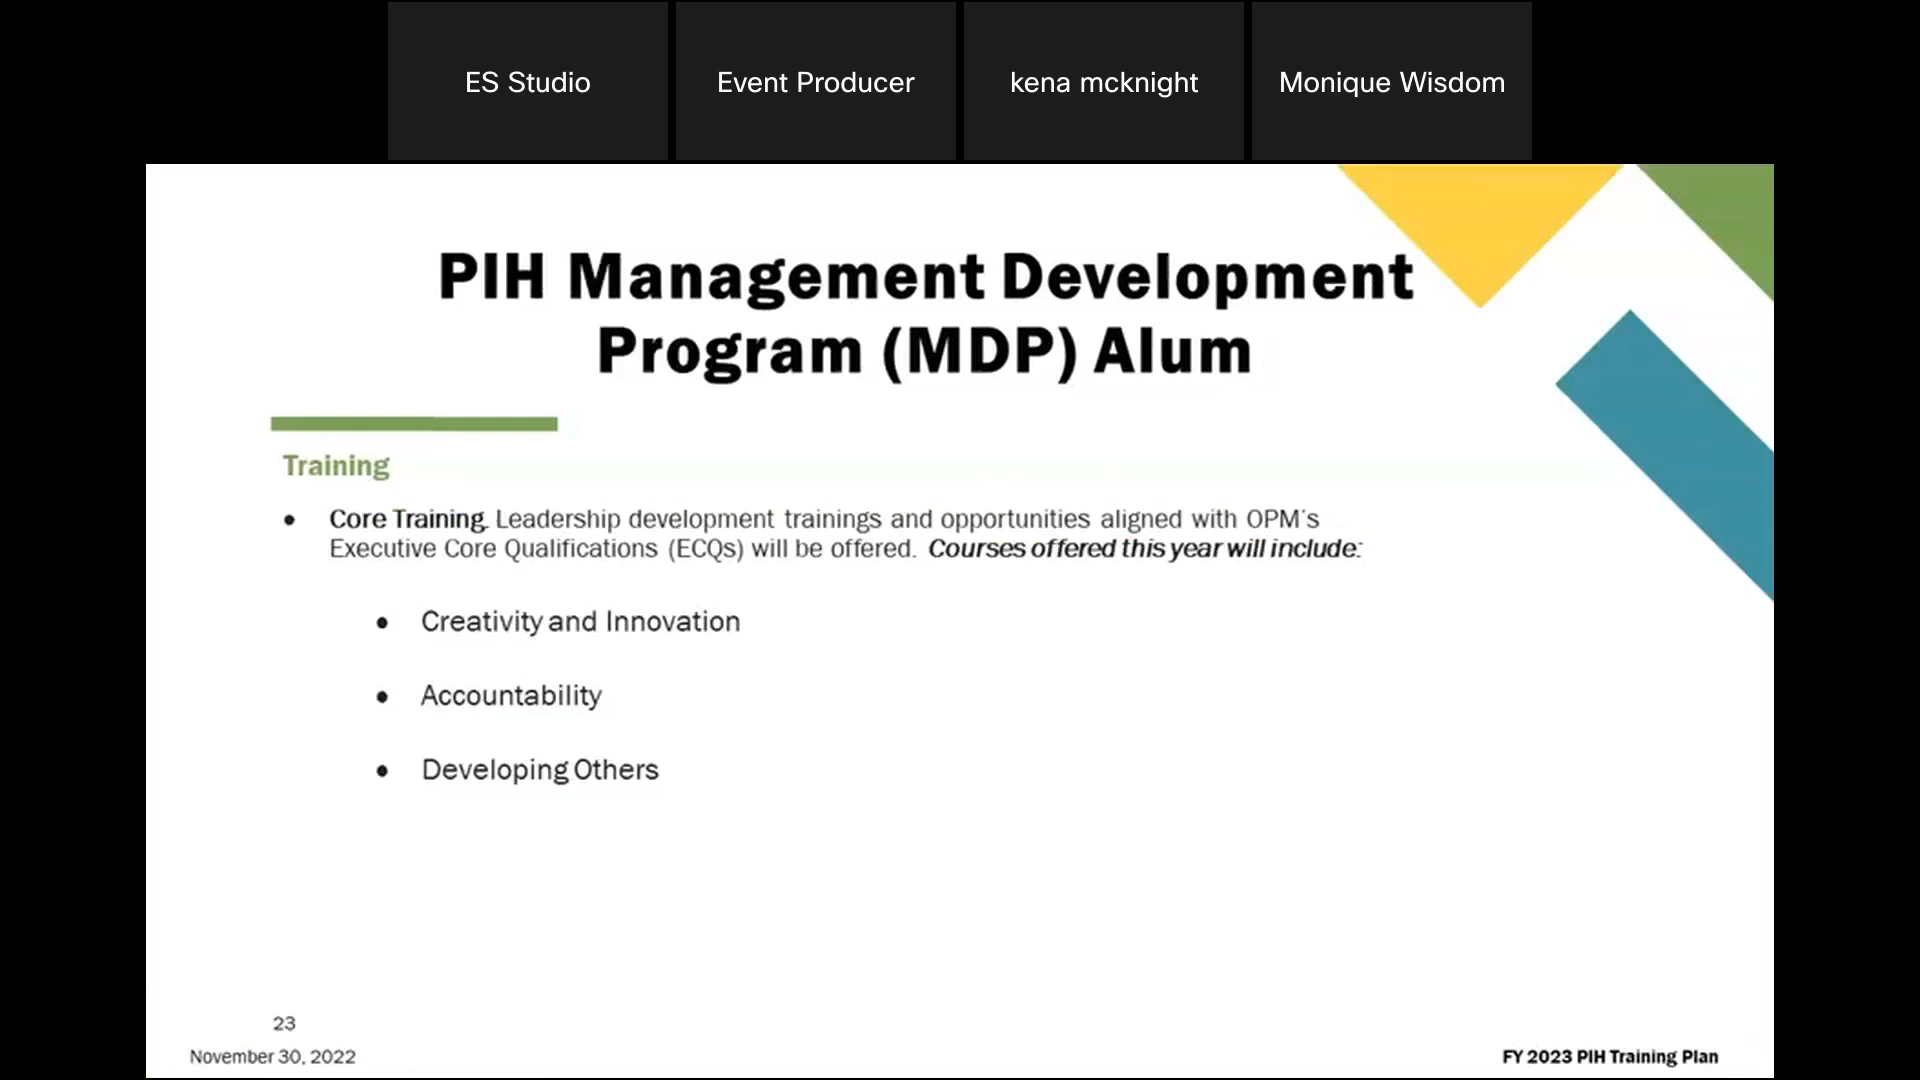 ES Studio
Event Producer
kena mcknight
Monique Wisdom
PIH Management Development
Program (MDP) Alum
Training
• Core Training. Leadership development trainings and opportunities aligned with OPM's
Executive Core Qualifications (ECQs) will be offered. Courses offered this year will include:
• Creativity and Innovation
• Accountability
• Developing Others
23
November 30, 2022
FY 2023 PIH Training Plan